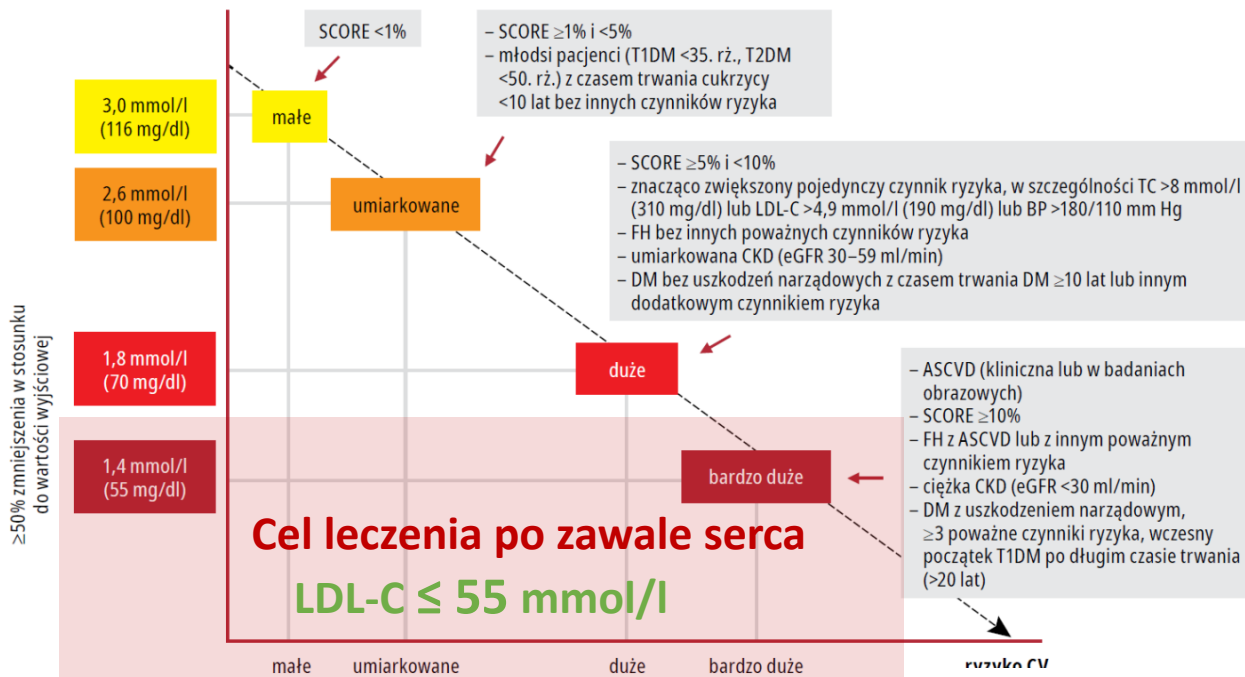 SCORE <1%
– SCORE ≥1% i <5%
– młodsi pacjenci (T1DM <35. rż., T2DM
<50. rż.) z czasem trwania cukrzycy
<10 lat bez innych czynników ryzyka
3,0 mmol/l
(116 mg/dl)
małe
– SCORE ≥5% i <10%
– znacząco zwiększony pojedynczy czynnik ryzyka, w szczególności TC >8 mmol/l
(310 mg/dl) lub LDL-C >4,9 mmol/l (190 mg/dl) lub BP >180/110 mm Hg
– FH bez innych poważnych czynników ryzyka
– umiarkowana CKD (eGFR 30–59 ml/min)
– DM bez uszkodzeń narządowych z czasem trwania DM ≥10 lat lub innym
dodatkowym czynnikiem ryzyka
2,6 mmol/l
(100 mg/dl)
umiarkowane
≥50% zmniejszenia w stosunku
do wartości wyjściowej
1,8 mmol/l
(70 mg/dl)
duże
– ASCVD (kliniczna lub w badaniach
obrazowych)
– SCORE ≥10%
– FH z ASCVD lub z innym poważnym
czynnikiem ryzyka
– ciężka CKD (eGFR <30 ml/min)
– DM z uszkodzeniem narządowym,
≥3 poważne czynniki ryzyka, wczesny
początek T1DM po długim czasie trwania
(>20 lat)
1,4 mmol/l
(55 mg/dl)
bardzo duże
Cel leczenia po zawale serca
LDL-C ≤ 55 mmol/l
małe umiarkowane duże bardzo duże ryzyko CV